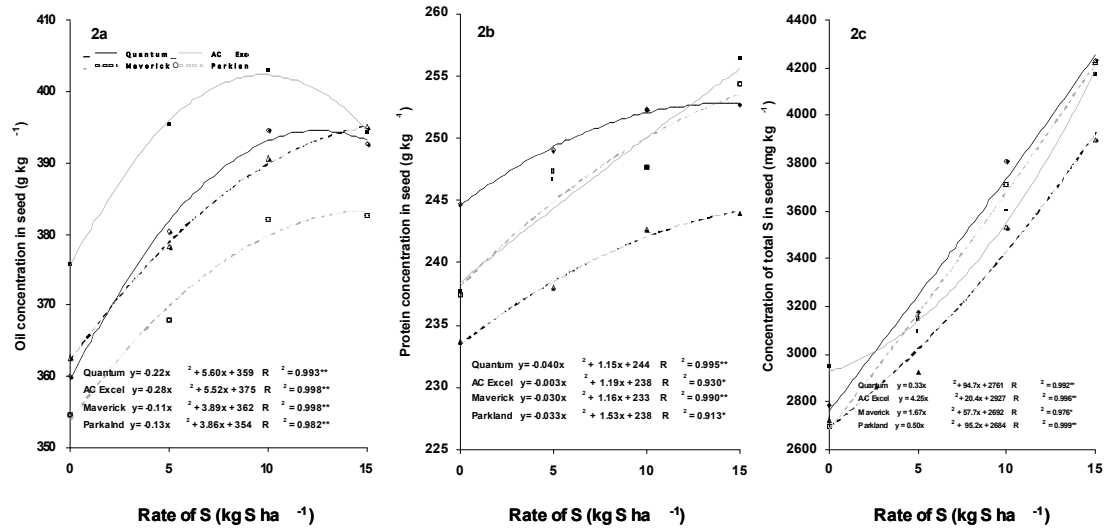 2a
Quantum AC Exc
Maverick Parklan
Oil concentration in seed (g kg -1)
410
400
390
380
370
360
350
Quantum y= -0.22x 2 + 5.60x + 359 R 2 = 0.993**
AC Excel y= -0.28x 2 + 5.52x + 375 R 2 = 0.998**
Maverick y= -0.11x 2 + 3.89x + 362 R 2 = 0.998**
Parkalnd y= -0.13x 2 + 3.86x + 354 R 2 = 0.982**
0 5 10 15
Rate of S (kg S ha -1)
2b
Protein concentration in seed (g kg -1)
260
255
250
245
240
235
230
225
Quantum y= -0.040x 2 + 1.15x + 244 R 2 = 0.995**
AC Excel y= -0.003x 2 + 1.19x + 238 R 2 = 0.930*
Maverick y= -0.030x 2 + 1.16x + 233 R 2 = 0.990**
Parkland y= -0.033x 2 + 1.53x + 238 R 2 = 0.913*
0 5 10 15
Rate of S (kg S ha -1)
2c
Concentration of total S in seed (mg kg -1)
4400
4200
4000
3800
3600
3400
3200
3000
2800
2600
Quantum y = 0.33x 2 + 94.7x + 2761 R 2 = 0.992**
AC Excel y = 4.25x 2 + 20.4x + 2927 R 2 = 0.996**
Maverick y = 1.67x 2 + 57.7x + 2692 R 2 = 0.976*
Parkland y = 0.50x 2 + 95.2x + 2684 R 2 = 0.999**
0 5 10 15
Rate of S (kg S ha -1)